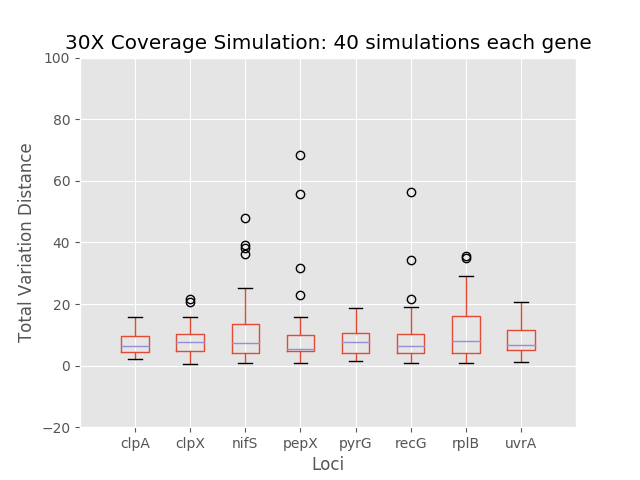 30X Coverage Simulation: 40 simulations each gene
100
80
60
40
20
0
−20
Total Variation Distance
clpA clpX nifS pepX pyrG recG rplB uvrA
Loci